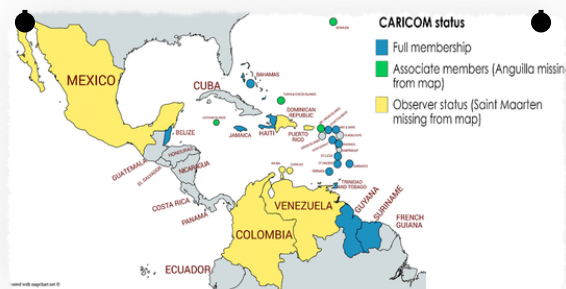 CARICOM status
Full membership
Associate members (Anguilla missin
from map)
Observer status (Saint Maarten
missing from map)
MEXICO
CUBA
BAHAMAS
DOMINICAN
REPUBLIC
PUERTO
RICO
HAITI
JAMAICA
BELIZE
HONDURAS
GUATEMALA
EL SALVADOR
NICARAGUA
COSTA RICA
PANAMA
TRINIDAD
AND TOBAGO
VENEZUELA
GUYANA
SURINAME
FRENCH
GUIANA
COLOMBIA
ECUADOR